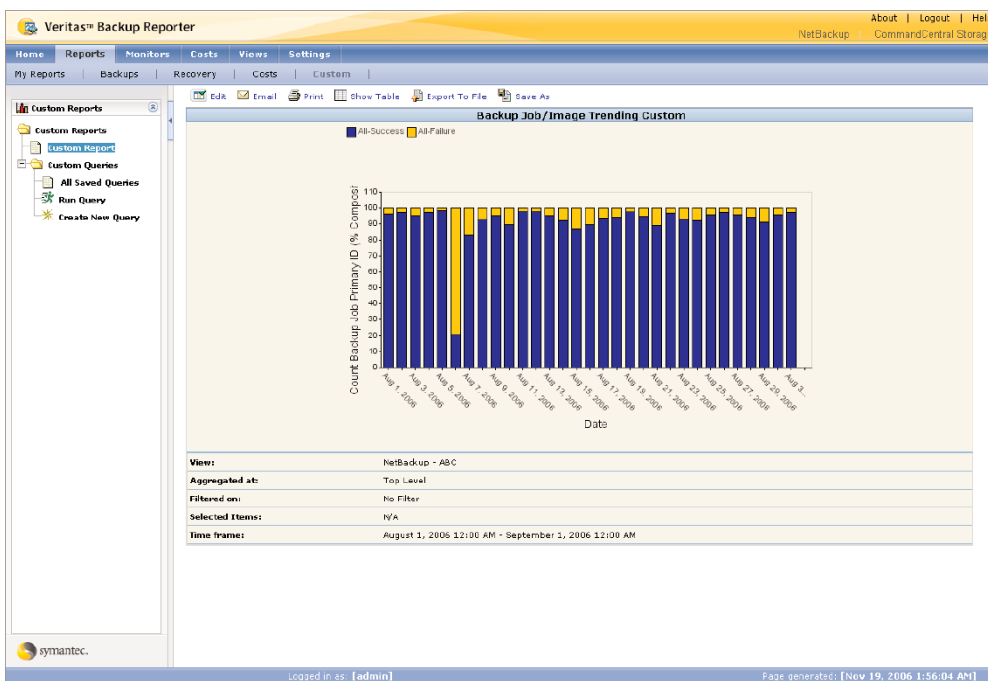 Veritas™ Backup Reporter
About | Logout | Hel
NetBackup | CommandCentral Storag
Home Reports Monitors Costs Views Settings
My Reports | Backups | Recovery | Costs | Custom |
Custom Reports
Custom Reports
Custom Report
Custom Queries
All Saved Queries
Run Query
Create New Query
Edit Email Print Show Table Export To File Save As
Backup Job/Image Trending Custom
All-Success All-Failure
Count Backup Job Primary ID (% Composi
110
100
90
80
70
60
50
40
30
20
10
0
Aug 1, 2006
Aug 3, 2006
Aug 5, 2006
Aug 7, 2006
Aug 9, 2006
Aug 11, 2006
Aug 13, 2006
Aug 15, 2006
Aug 17, 2006
Aug 19, 2006
Aug 21, 2006
Aug 23, 2006
Aug 25, 2006
Aug 27, 2006
Aug 29, 2006
Aug 3...
Date
View: NetBackup - ABC
Aggregated at: Top Level
Filtered on: No Filter
Selected Items: N/A
Time frame: August 1, 2006 12:00 AM - September 1, 2006 12:00 AM
symantec.
Logged in as: [admin]
Page generated: [Nov 19, 2006 1:56:04 AM]